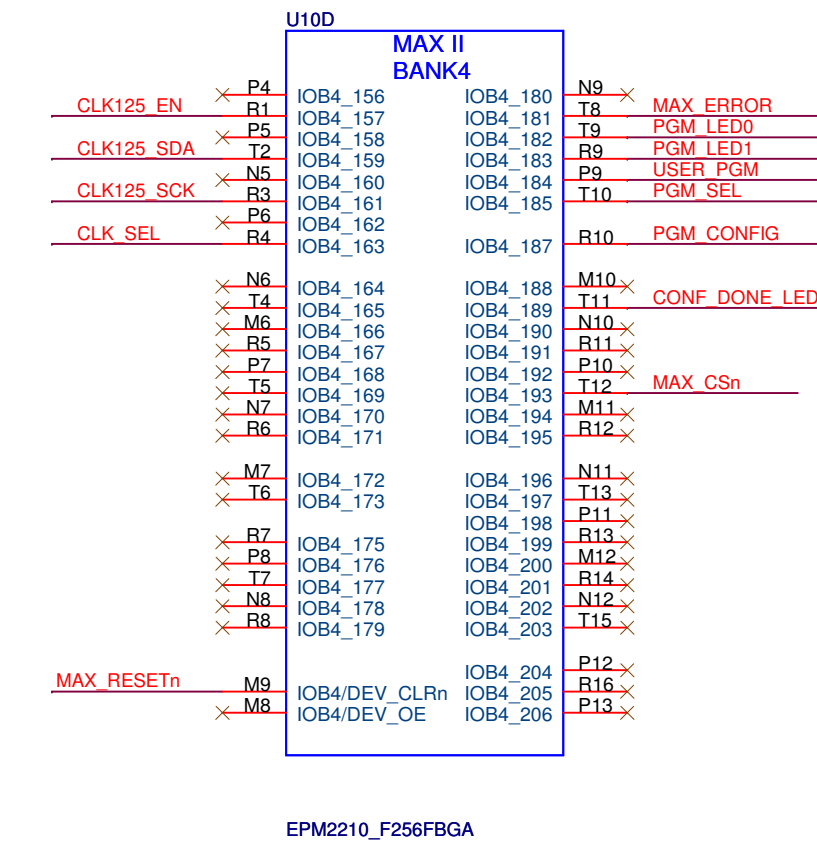 U10D
MAX II
BANK4
P4 IOB4_156 IOB4_180 N9
CLK125_EN R1 IOB4_157 IOB4_181 T8 MAX_ERROR
P5 IOB4_158 IOB4_182 T9 PGM_LED0
CLK125_SDA T2 IOB4_159 IOB4_183 R9 PGM_LED1
N5 IOB4_160 IOB4_184 P9 USER_PGM
CLK125_SCK R3 IOB4_161 IOB4_185 T10 PGM_SEL
P6 IOB4_162
CLK_SEL R4 IOB4_163 IOB4_187 R10 PGM_CONFIG
N6 IOB4_164 IOB4_188 M10
T4 IOB4_165 IOB4_189 T11 CONF_DONE_LED
M6 IOB4_166 IOB4_190 N10
R5 IOB4_167 IOB4_191 R11
P7 IOB4_168 IOB4_192 P10
T5 IOB4_169 IOB4_193 T12 MAX_CSn
N7 IOB4_170 IOB4_194 M11
R6 IOB4_171 IOB4_195 R12
M7 IOB4_172 IOB4_196 N11
T6 IOB4_173 IOB4_197 T13
IOB4_198 P11
R7 IOB4_175 IOB4_199 R13
P8 IOB4_176 IOB4_200 M12
T7 IOB4_177 IOB4_201 R14
N8 IOB4_178 IOB4_202 N12
R8 IOB4_179 IOB4_203 T15
IOB4_204 P12
MAX_RESETn M9 IOB4/DEV_CLRn IOB4_205 R16
M8 IOB4/DEV_OE IOB4_206 P13
EPM2210_F256FBGA